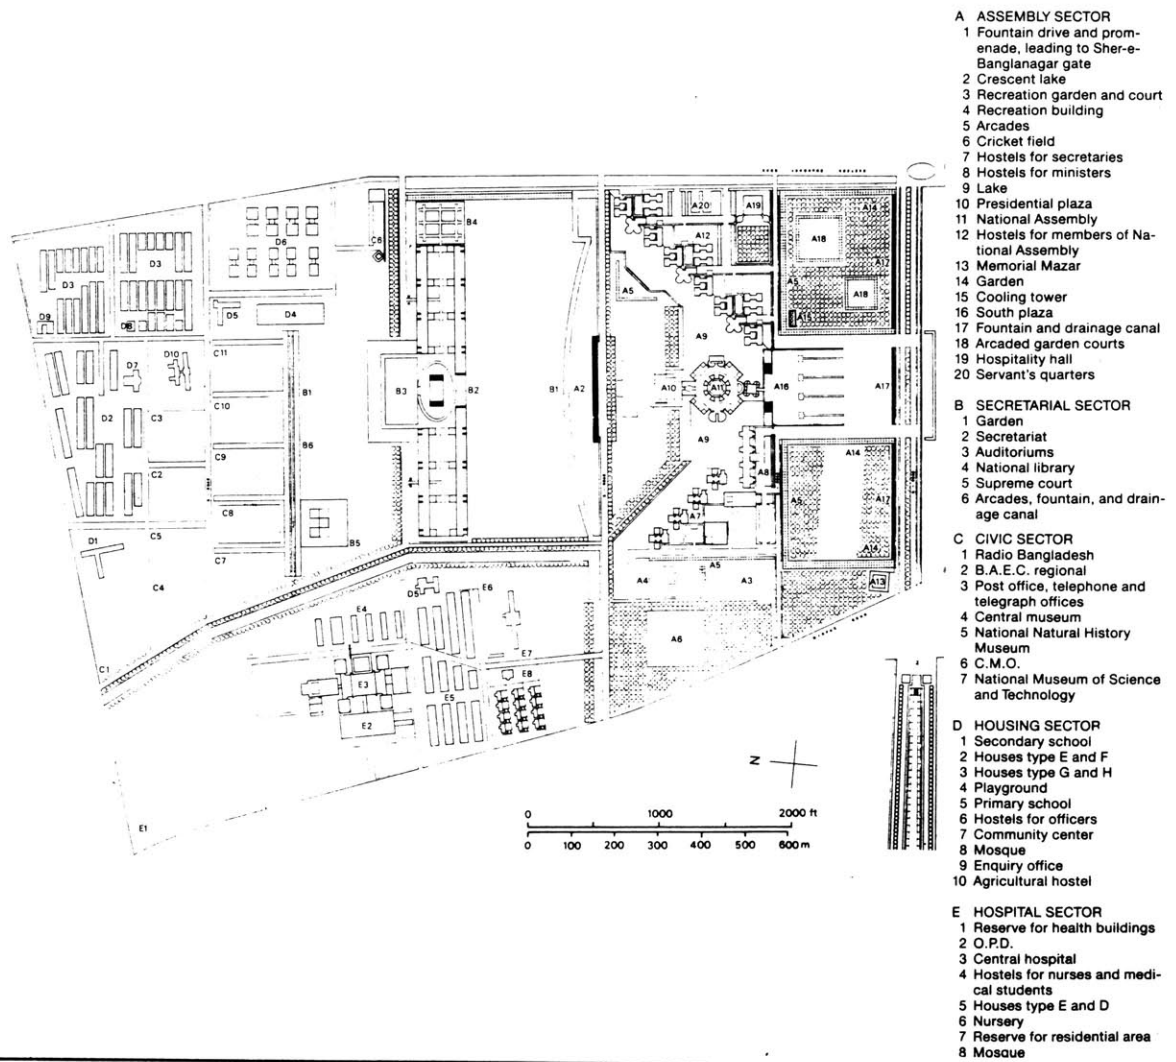 A ASSEMBLY SECTOR
1 Fountain drive and prom-
enade, leading to Sher-e-
Banglanagar gate
2 Crescent lake
3 Recreation garden and court
4 Recreation building
5 Arcades
6 Cricket field
7 Hostels for secretaries
8 Hostels for ministers
9 Lake
10 Presidential plaza
11 National Assembly
12 Hostels for members of Na-
tional Assembly
13 Memorial Mazar
14 Garden
15 Cooling tower
16 South plaza
17 Fountain and drainage canal
18 Arcaded garden courts
19 Hospitality hall
20 Servant's quarters
B SECRETARIAL SECTOR
1 Garden
2 Secretariat
3 Auditoriums
4 National library
5 Supreme court
6 Arcades, fountain, and drain-
age canal
C CIVIC SECTOR
1 Radio Bangladesh
2 B.A.E.C. regional
3 Post office, telephone and
telegraph offices
4 Central museum
5 National Natural History
Museum
6 C.M.O.
7 National Museum of Science
and Technology
D HOUSING SECTOR
1 Secondary school
2 Houses type E and F
3 Houses type G and H
4 Playground
5 Primary school
6 Hostels for officers
7 Community center
8 Mosque
9 Enquiry office
10 Agricultural hostel
E HOSPITAL SECTOR
1 Reserve for health buildings
2 O.P.D.
3 Central hospital
4 Hostels for nurses and medi-
cal students
5 Houses type E and D
6 Nursery
7 Reserve for residential area
8 Mosque
A20
A19
A14
B4
C6
D6
A12
A18
D3
D3
A5
A17
A5
A18
D9
D8
D5
D4
A15
A9
D10
D7
C11
B1
B3
B2
B1
A2
A10
A11
A16
A17
C10
D2
C3
B6
A9
C9
A14
A8
C2
A5
A17
C8
A7
D1
C5
B5
A14
C7
A5
C4
D5
E6
A4
A3
A13
E4
A6
E7
C1
E3
E8
E5
E2
N
0 1000 2000 ft
0 100 200 300 400 500 600 m
E1